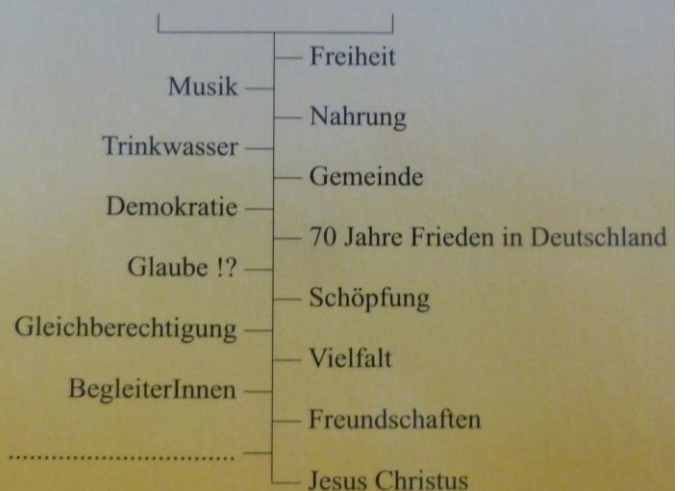 Freiheit
Musik
Nahrung
Trinkwasser
Gemeinde
Demokratie
70 Jahre Frieden in Deutschland
Glaube !?
Schöpfung
Gleichberechtigung
Vielfalt
BegleiterInnen
Freundschaften
................................
Jesus Christus